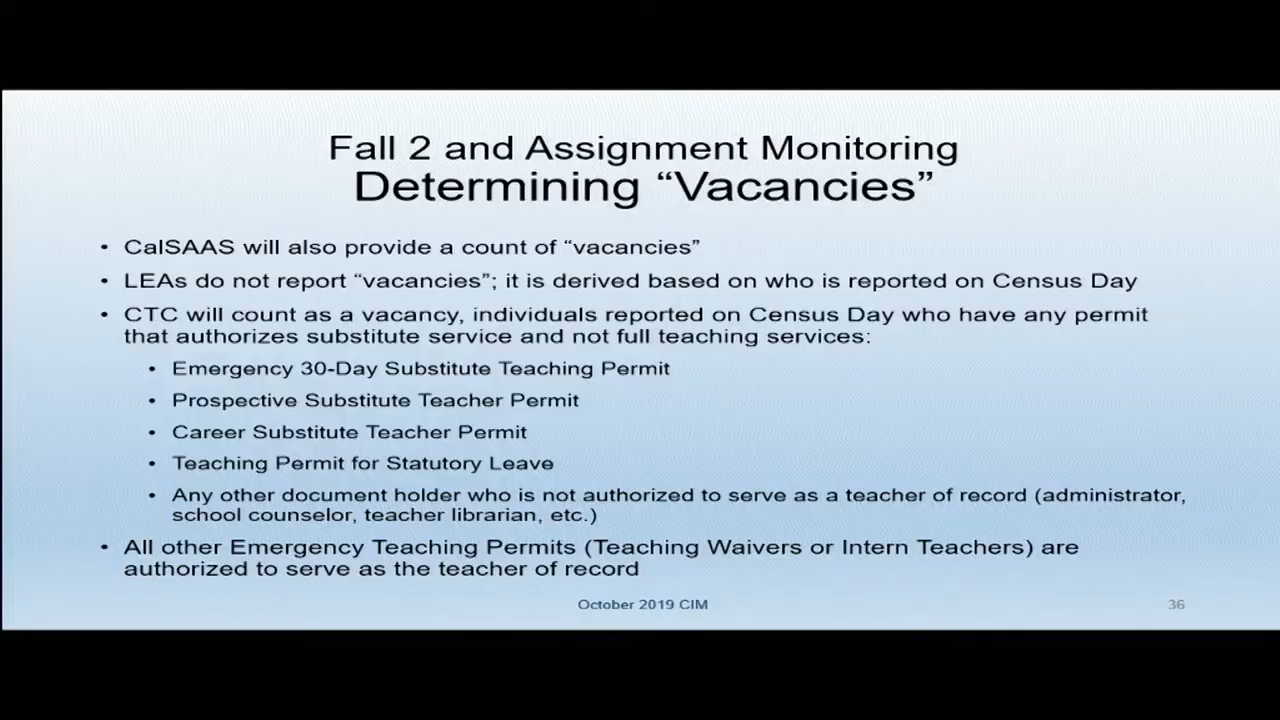 Fall 2 and Assignment Monitoring
Determining “Vacancies”
• CalSAAS will also provide a count of “vacancies”
• LEAs do not report “vacancies”; it is derived based on who is reported on Census Day
• CTC will count as a vacancy, individuals reported on Census Day who have any permit
that authorizes substitute service and not full teaching services:
• Emergency 30-Day Substitute Teaching Permit
• Prospective Substitute Teacher Permit
• Career Substitute Teacher Permit
• Teaching Permit for Statutory Leave
• Any other document holder who is not authorized to serve as a teacher of record (administrator,
school counselor, teacher librarian, etc.)
• All other Emergency Teaching Permits (Teaching Waivers or Intern Teachers) are
authorized to serve as the teacher of record
October 2019 CIM
36